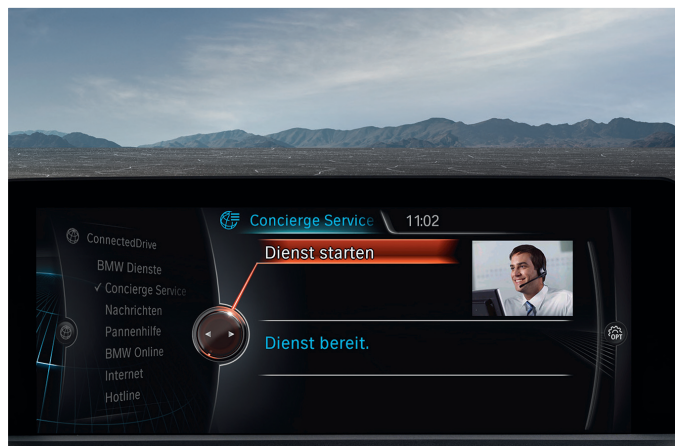 Concierge Service
11:02
ConnectedDrive
BMW Dienste
✓ Concierge Service
Nachrichten
Pannenhilfe
BMW Online
Internet
Hotline
Dienst starten
Dienst bereit.
OPT